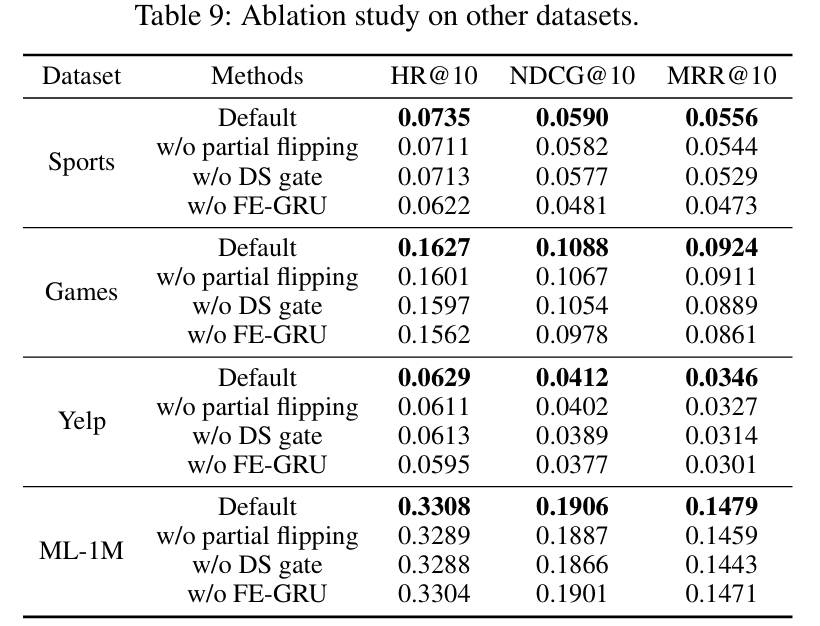 Table 9: Ablation study on other datasets.
Dataset Methods HR@10 NDCG@10 MRR@10
Sports
Default 0.0735 0.0590 0.0556
w/o partial flipping 0.0711 0.0582 0.0544
w/o DS gate 0.0713 0.0577 0.0529
w/o FE-GRU 0.0622 0.0481 0.0473
Games
Default 0.1627 0.1088 0.0924
w/o partial flipping 0.1601 0.1067 0.0911
w/o DS gate 0.1597 0.1054 0.0889
w/o FE-GRU 0.1562 0.0978 0.0861
Yelp
Default 0.0629 0.0412 0.0346
w/o partial flipping 0.0611 0.0402 0.0327
w/o DS gate 0.0613 0.0389 0.0314
w/o FE-GRU 0.0595 0.0377 0.0301
ML-1M
Default 0.3308 0.1906 0.1479
w/o partial flipping 0.3289 0.1887 0.1459
w/o DS gate 0.3288 0.1866 0.1443
w/o FE-GRU 0.3304 0.1901 0.1471